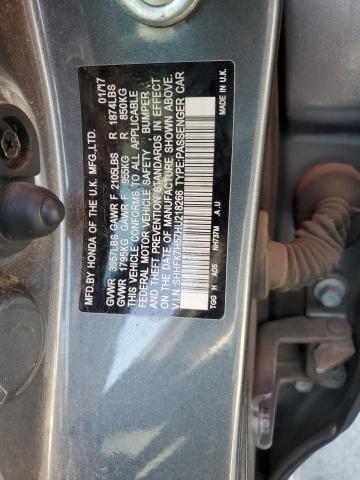 MFD.BY HONDA OF THE U.K. MFG.,LTD. 01/17
GVWR 3957LBS GAWR F 2105LBS R 1874LBS
GVWR 1795KG GAWR F 955KG R 850KG
THIS VEHICLE CONFORMS TO ALL APPLICABLE
FEDERAL MOTOR VEHICLE SAFETY , BUMPER ,
AND THEFT PREVENTION STANDARDS IN EFFECT
ON THE DATE OF MANUFACTURE SHOWN ABOVE.
V.I.N.:SHHFK7H57HU218266 TYPE:PASSENGER CAR
TGG H AD5 NH737M A.U MADE IN U.K.